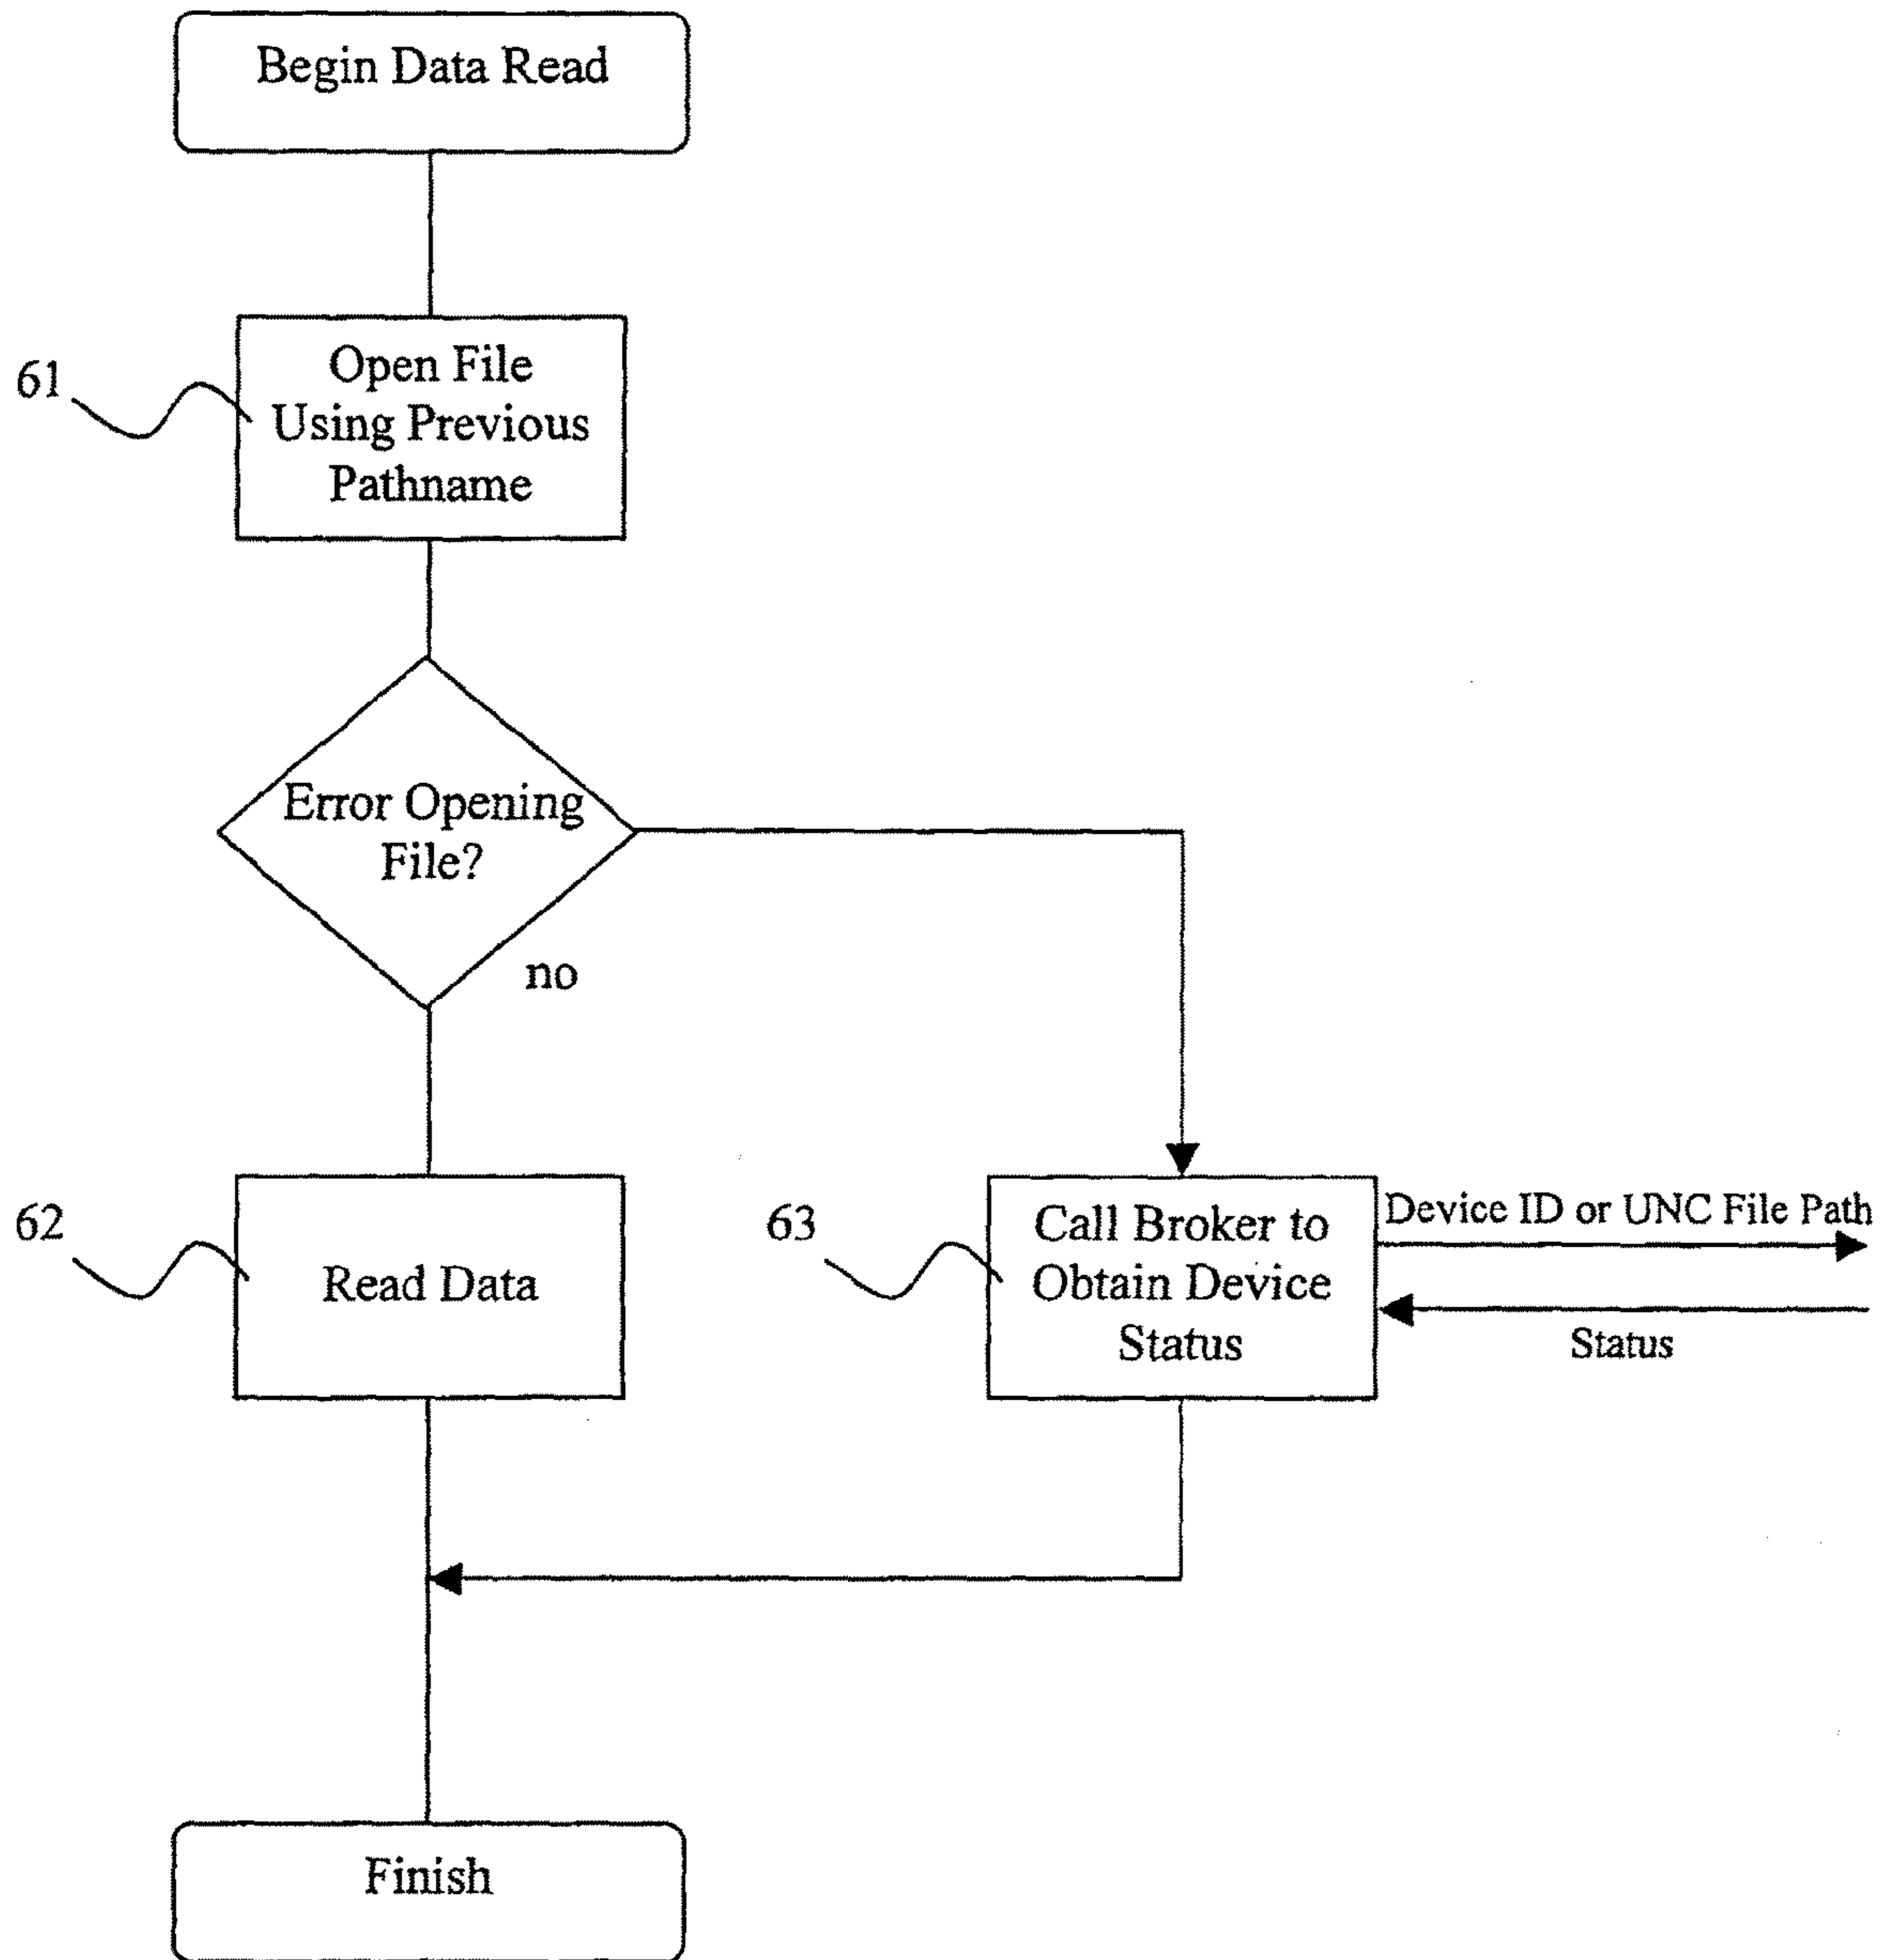 Begin Data Read
61
Open File
Using Previous
Pathname
Error Opening
File?
no
62
Read Data
63
Call Broker to
Obtain Device
Status
Device ID or UNC File Path
Status
Finish